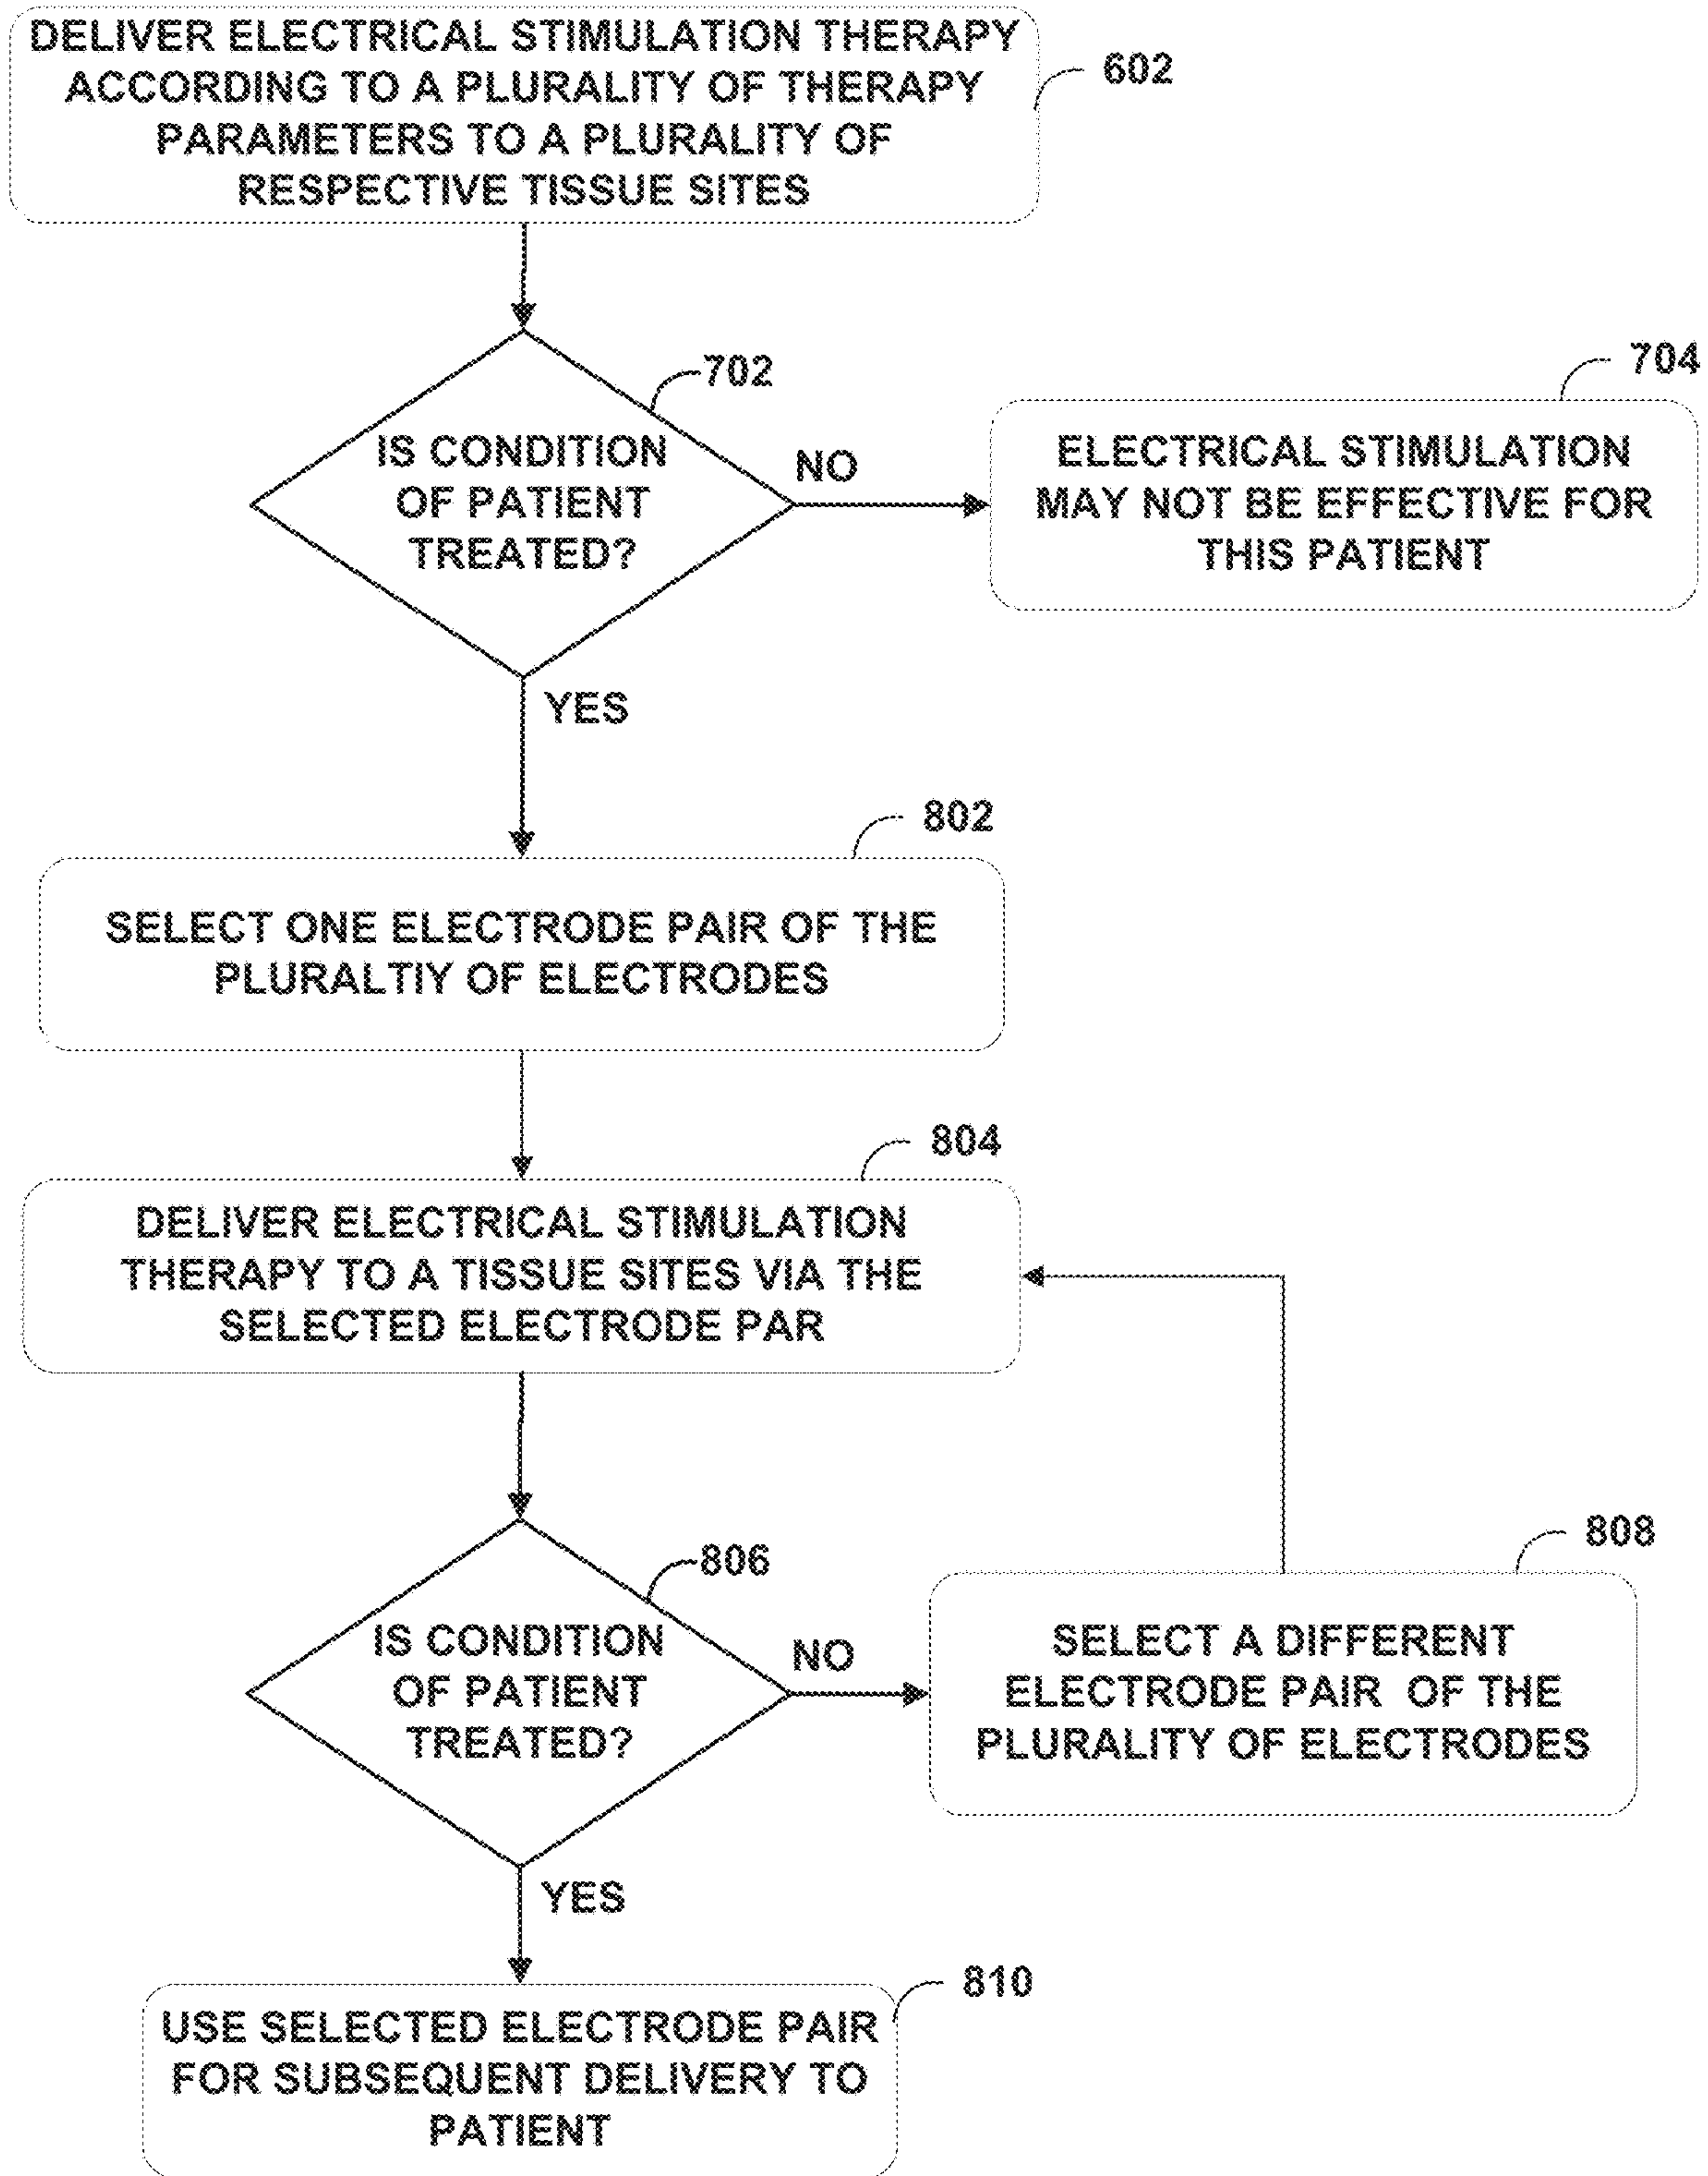 DELIVER ELECTRICAL STIMULATION THERAPY
ACCORDING TO A PLURALITY OF THERAPY
PARAMETERS TO A PLURALITY OF
RESPECTIVE TISSUE SITES
602
702
IS CONDITION
OF PATIENT
TREATED?
NO
704
ELECTRICAL STIMULATION
MAY NOT BE EFFECTIVE FOR
THIS PATIENT
YES
802
SELECT ONE ELECTRODE PAIR OF THE
PLURALTIY OF ELECTRODES
804
DELIVER ELECTRICAL STIMULATION
THERAPY TO A TISSUE SITES VIA THE
SELECTED ELECTRODE PAR
806
IS CONDITION
OF PATIENT
TREATED?
NO
808
SELECT A DIFFERENT
ELECTRODE PAIR OF THE
PLURALITY OF ELECTRODES
YES
810
USE SELECTED ELECTRODE PAIR
FOR SUBSEQUENT DELIVERY TO
PATIENT